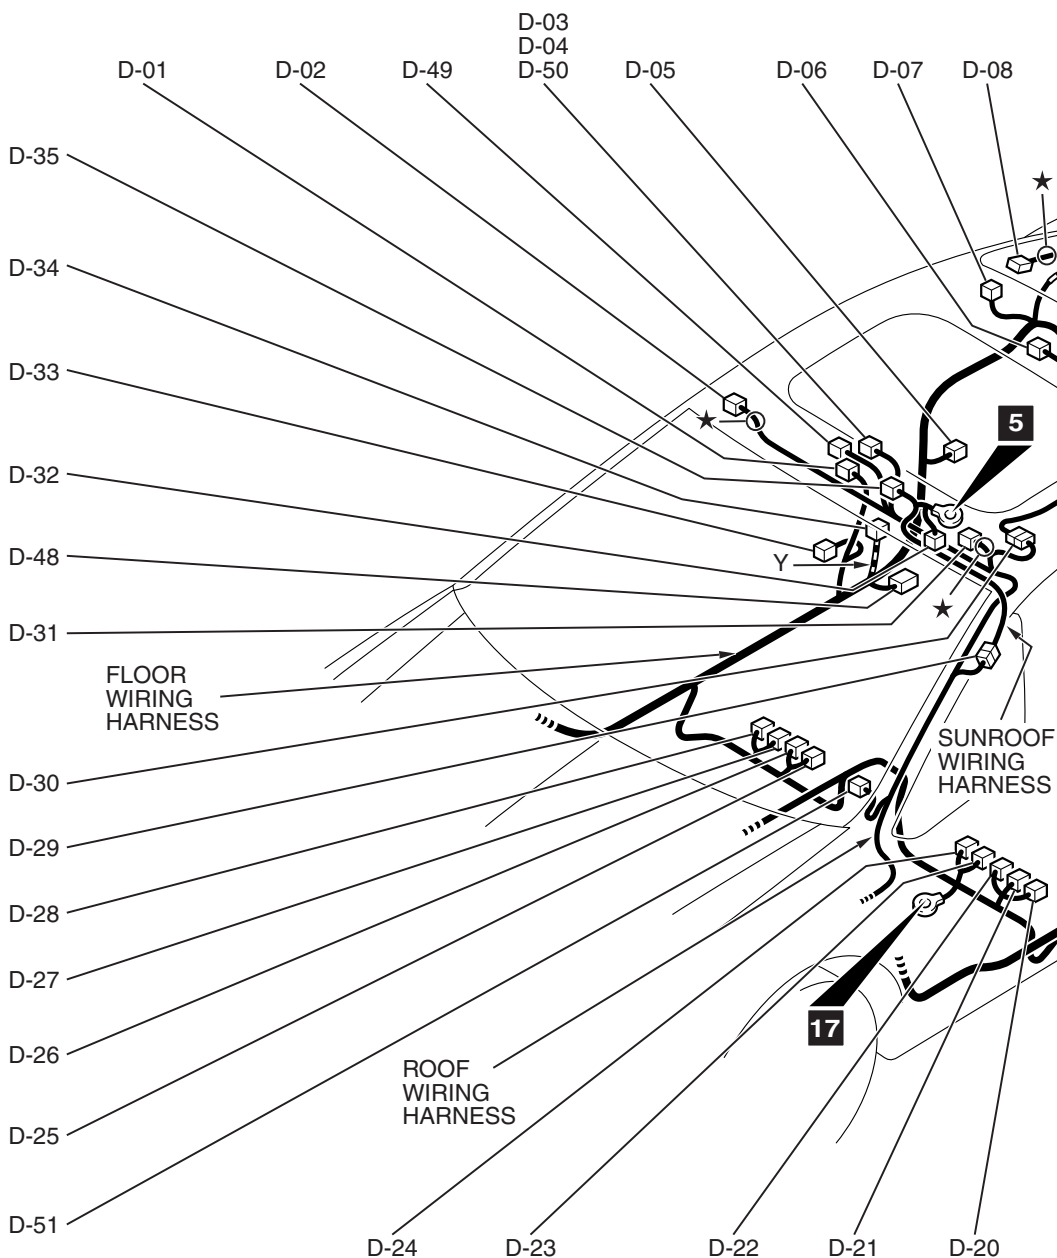 D-03
D-04
D-01 D-02 D-49 D-50 D-05 D-06 D-07 D-08
D-35
★
D-34
D-33
★
5
D-32
D-48
Y
★
D-31
FLOOR
WIRING
HARNESS
SUNROOF
WIRING
HARNESS
D-30
D-29
D-28
D-27
17
D-26
ROOF
WIRING
HARNESS
D-25
D-51
D-24 D-23 D-22 D-21 D-20